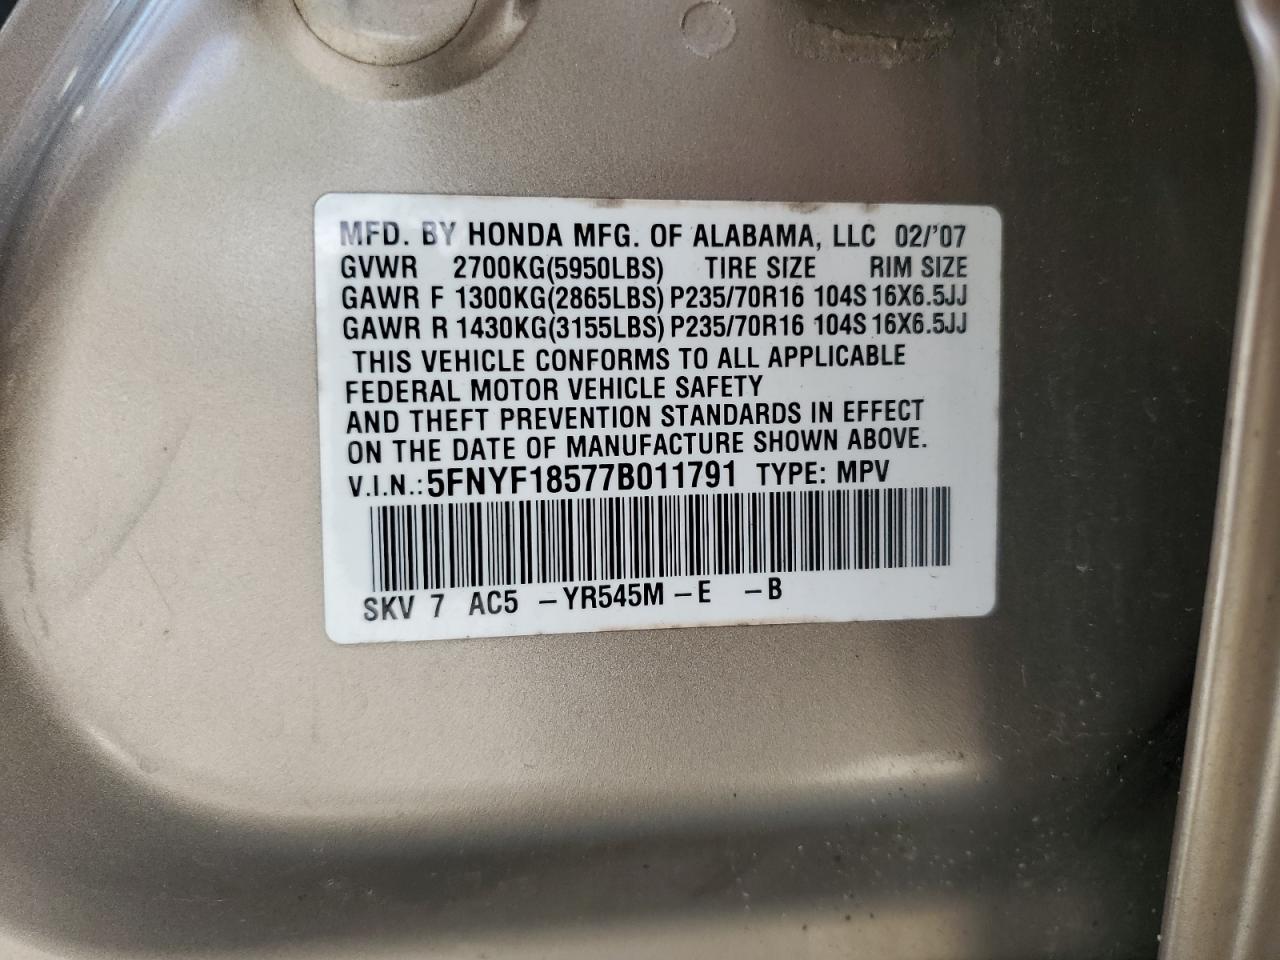 MFD. BY HONDA MFG. OF ALABAMA, LLC 02/'07
GVWR 2700KG(5950LBS) TIRE SIZE RIM SIZE
GAWR F 1300KG(2865LBS) P235/70R16 104S 16X6.5JJ
GAWR R 1430KG(3155LBS) P235/70R16 104S 16X6.5JJ
THIS VEHICLE CONFORMS TO ALL APPLICABLE
FEDERAL MOTOR VEHICLE SAFETY
AND THEFT PREVENTION STANDARDS IN EFFECT
ON THE DATE OF MANUFACTURE SHOWN ABOVE.
V.I.N.: 5FNYF18577B011791 TYPE: MPV
SKV 7 AC5 –YR545M –E –B